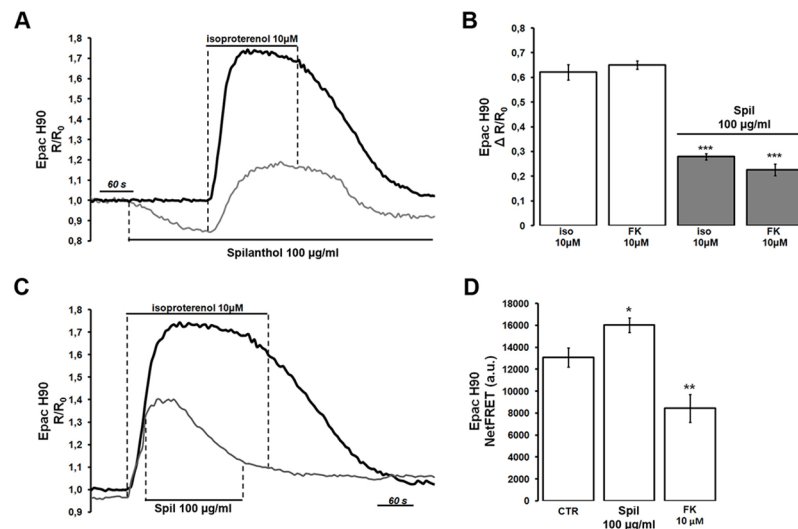 A
isoproterenol 10µM
1,8
1,7
1,6
1,5
1,4
1,3
1,2
1,1
1,0
0,9
0,8
Epac H90
R/R0
60 s
Spilanthol 100 µg/ml
B
0,8
0,7
0,6
0,5
0,4
0,3
0,2
0,1
0
Epac H90
Δ R/R0
Spil
100 µg/ml
***
***
iso
10µM
FK
10µM
iso
10µM
FK
10µM
C
isoproterenol 10µM
1,8
1,7
1,6
1,5
1,4
1,3
1,2
1,1
1,0
0,9
Epac H90
R/R0
Spil 100 µg/ml
60 s
D
18000
16000
14000
12000
10000
8000
6000
4000
2000
0
Epac H90
NetFRET (a.u.)
*
**
CTR
Spil
100 µg/ml
FK
10 µM